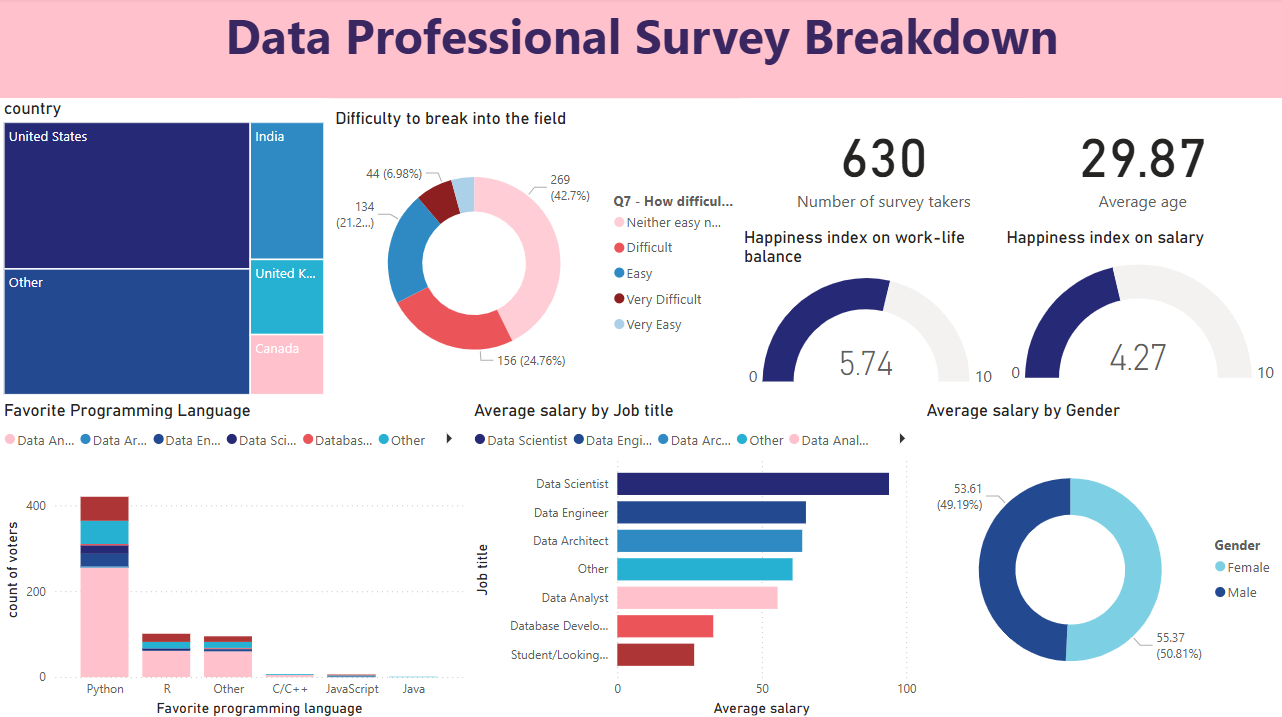 Data Professional Survey Breakdown
country
United States
India
Other
United K...
Canada
Difficulty to break into the field
44 (6.98%)
269
(42.7%)
134
(21.2...)
156 (24.76%)
Q7 - How difficul...
Neither easy n...
Difficult
Easy
Very Difficult
Very Easy
630
Number of survey takers
29.87
Average age
Happiness index on work-life
balance
0
5.74
10
Happiness index on salary
0
4.27
10
Favorite Programming Language
Data An... Data Ar... Data En... Data Sci... Databas... Other
count of voters
400
200
0
Python R Other C/C++ JavaScript Java
Favorite programming language
Average salary by Job title
Data Scientist Data Engi... Data Arc... Other Data Anal...
Job title
Data Scientist
Data Engineer
Data Architect
Other
Data Analyst
Database Develo...
Student/Looking...
0 50 100
Average salary
Average salary by Gender
53.61
(49.19%)
55.37
(50.81%)
Gender
Female
Male